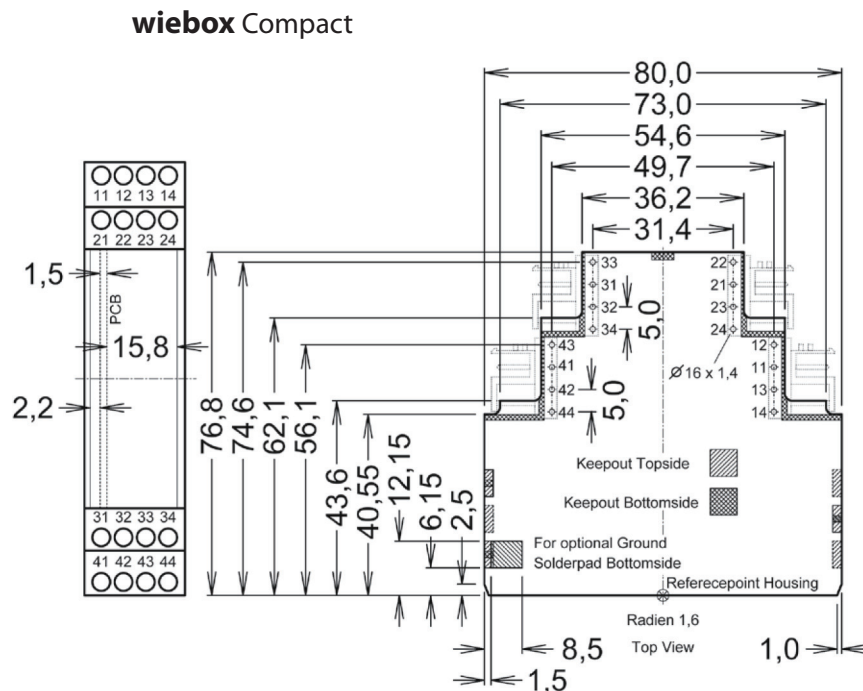 wiebox Compact
80,0
73,0
54,6
49,7
36,2
31,4
11 12 13 14
21 22 23 24
1,5
PCB
15,8
2,2
31 32 33 34
41 42 43 44
76,8
74,6
62,1
56,1
43,6
40,55
12,15
6,15
2,5
33
31
32
34
5,0
22
21
23
24
43
41
42
44
5,0
12
11
13
14
Ø 16 x 1,4
Keepout Topside
Keepout Bottomside
For optional Ground
Solderpad Bottomside
Referecepoint Housing
Radien 1,6
Top View
8,5
1,5
1,0